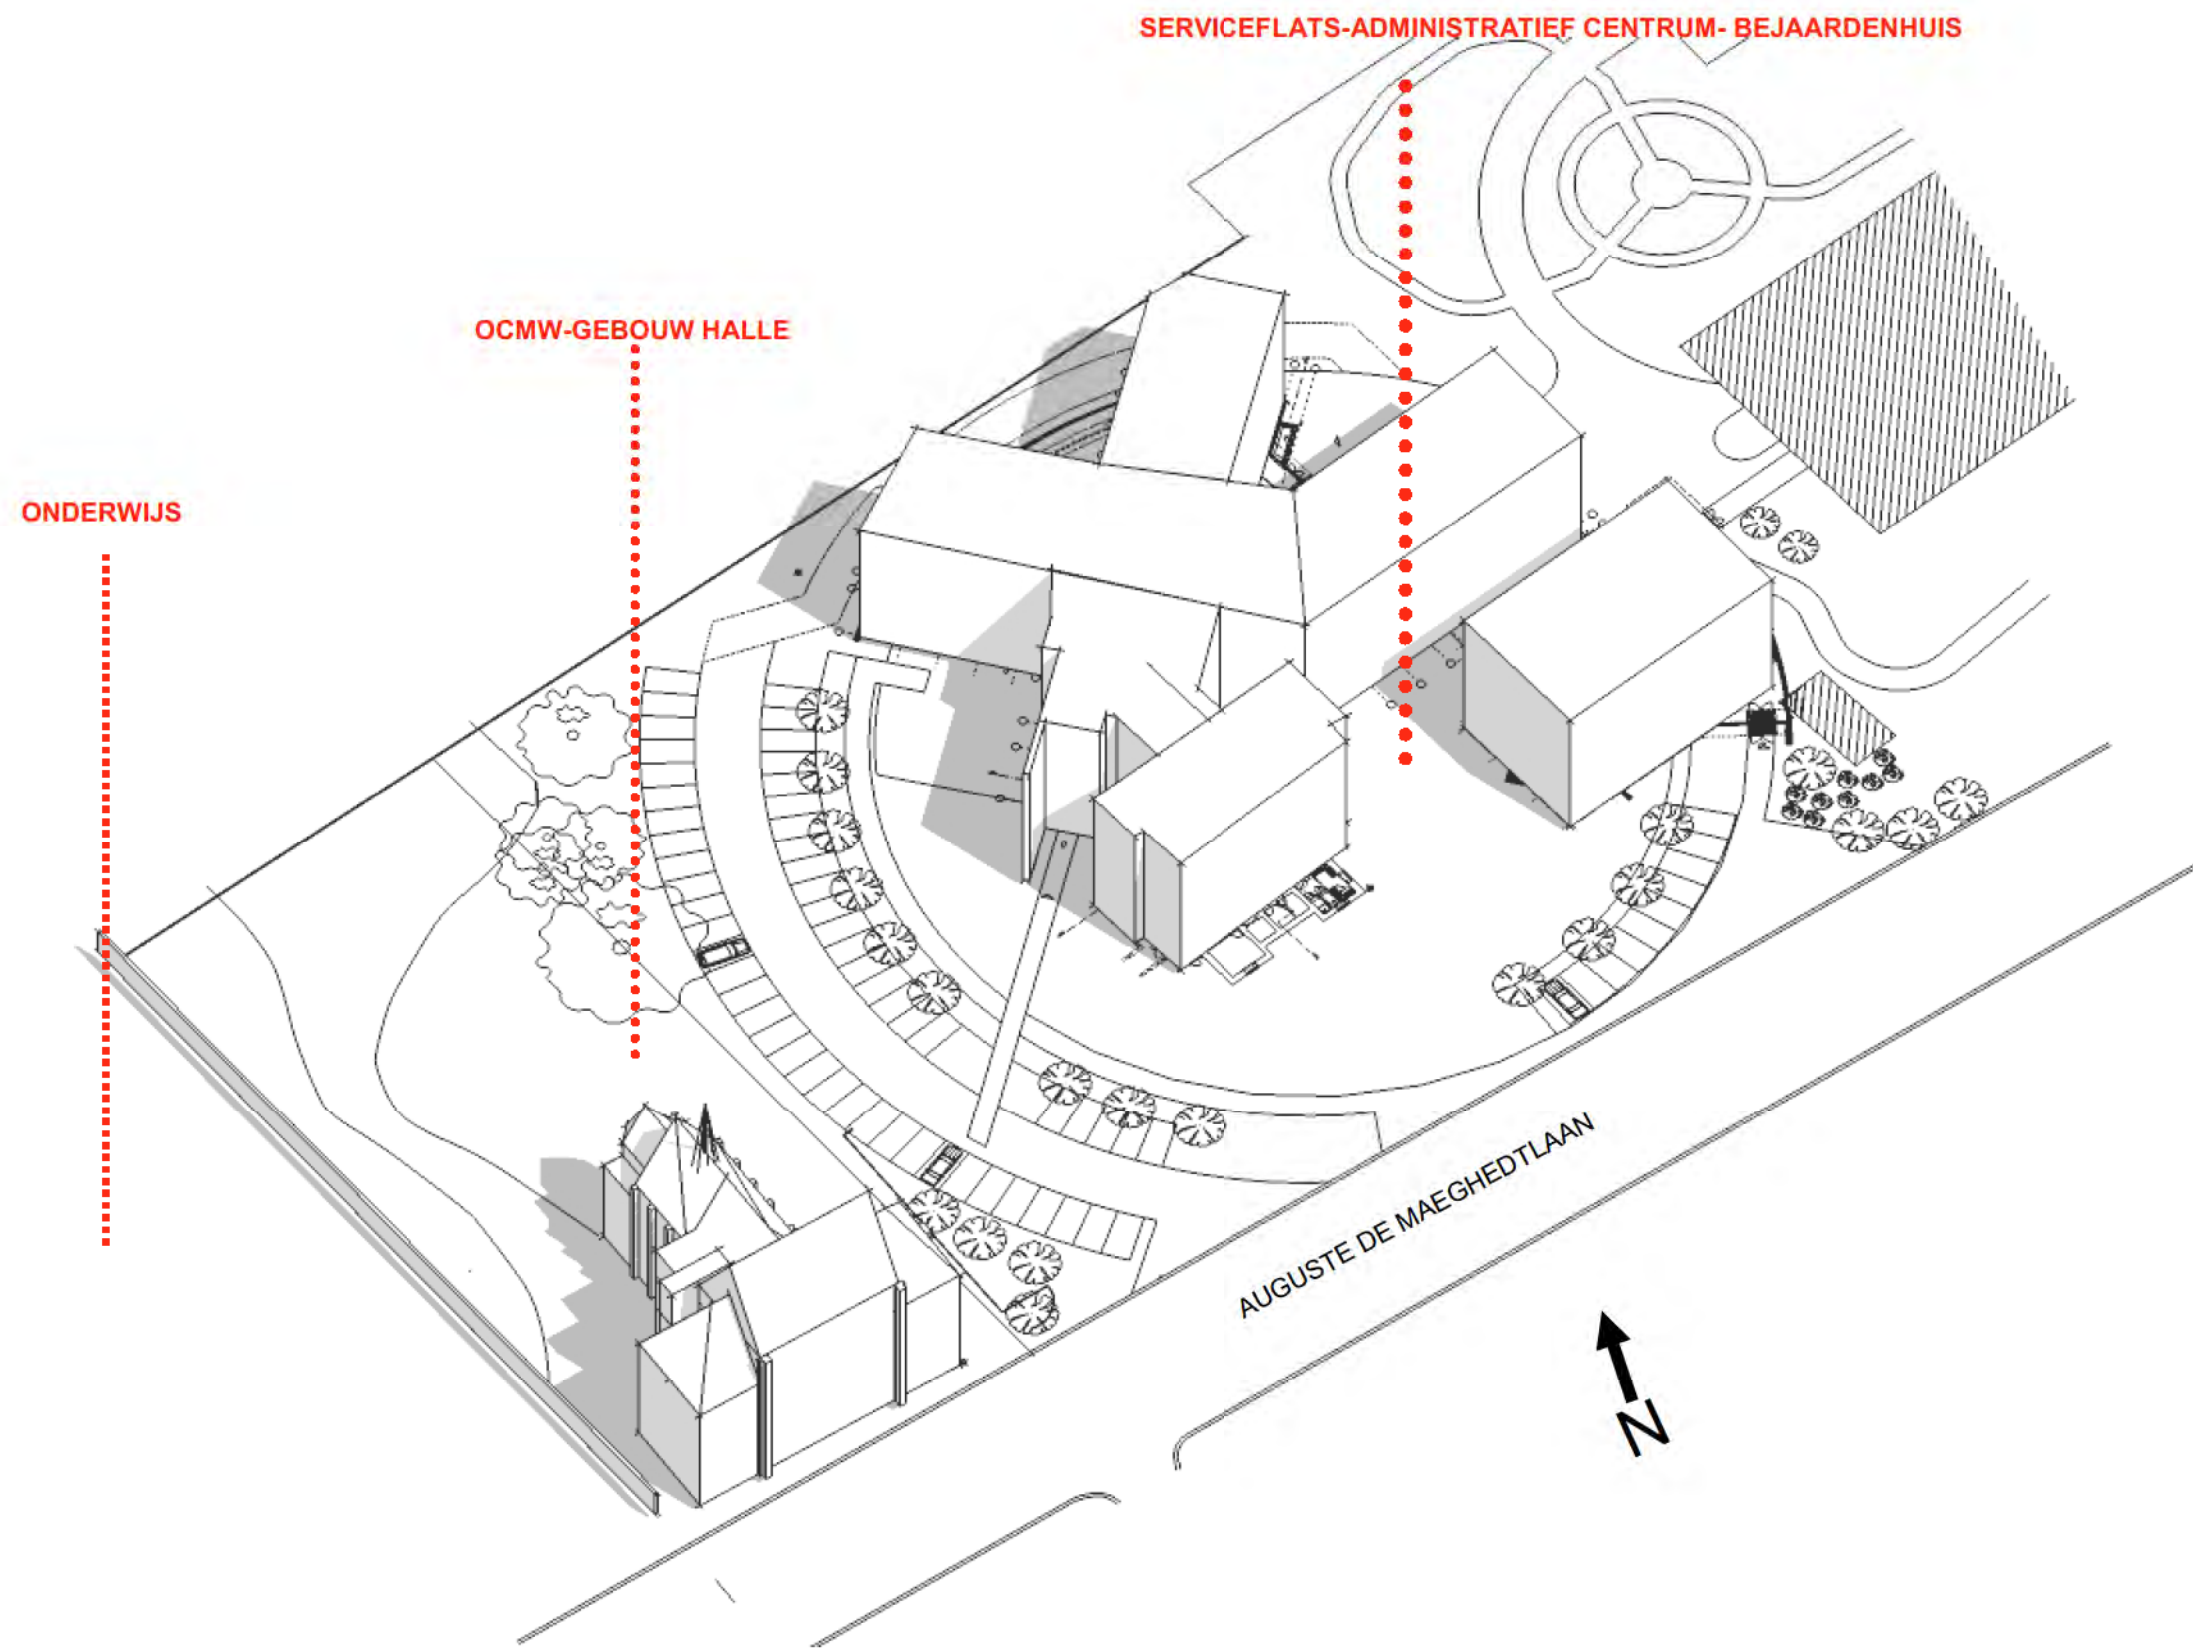 SERVICEFLATS-ADMINISTRATIEF CENTRUM- BEJAARDENHUIS
OCMW-GEBOUW HALLE
ONDERWIJS
AUGUSTE DE MAEGHEDTLAAN
N